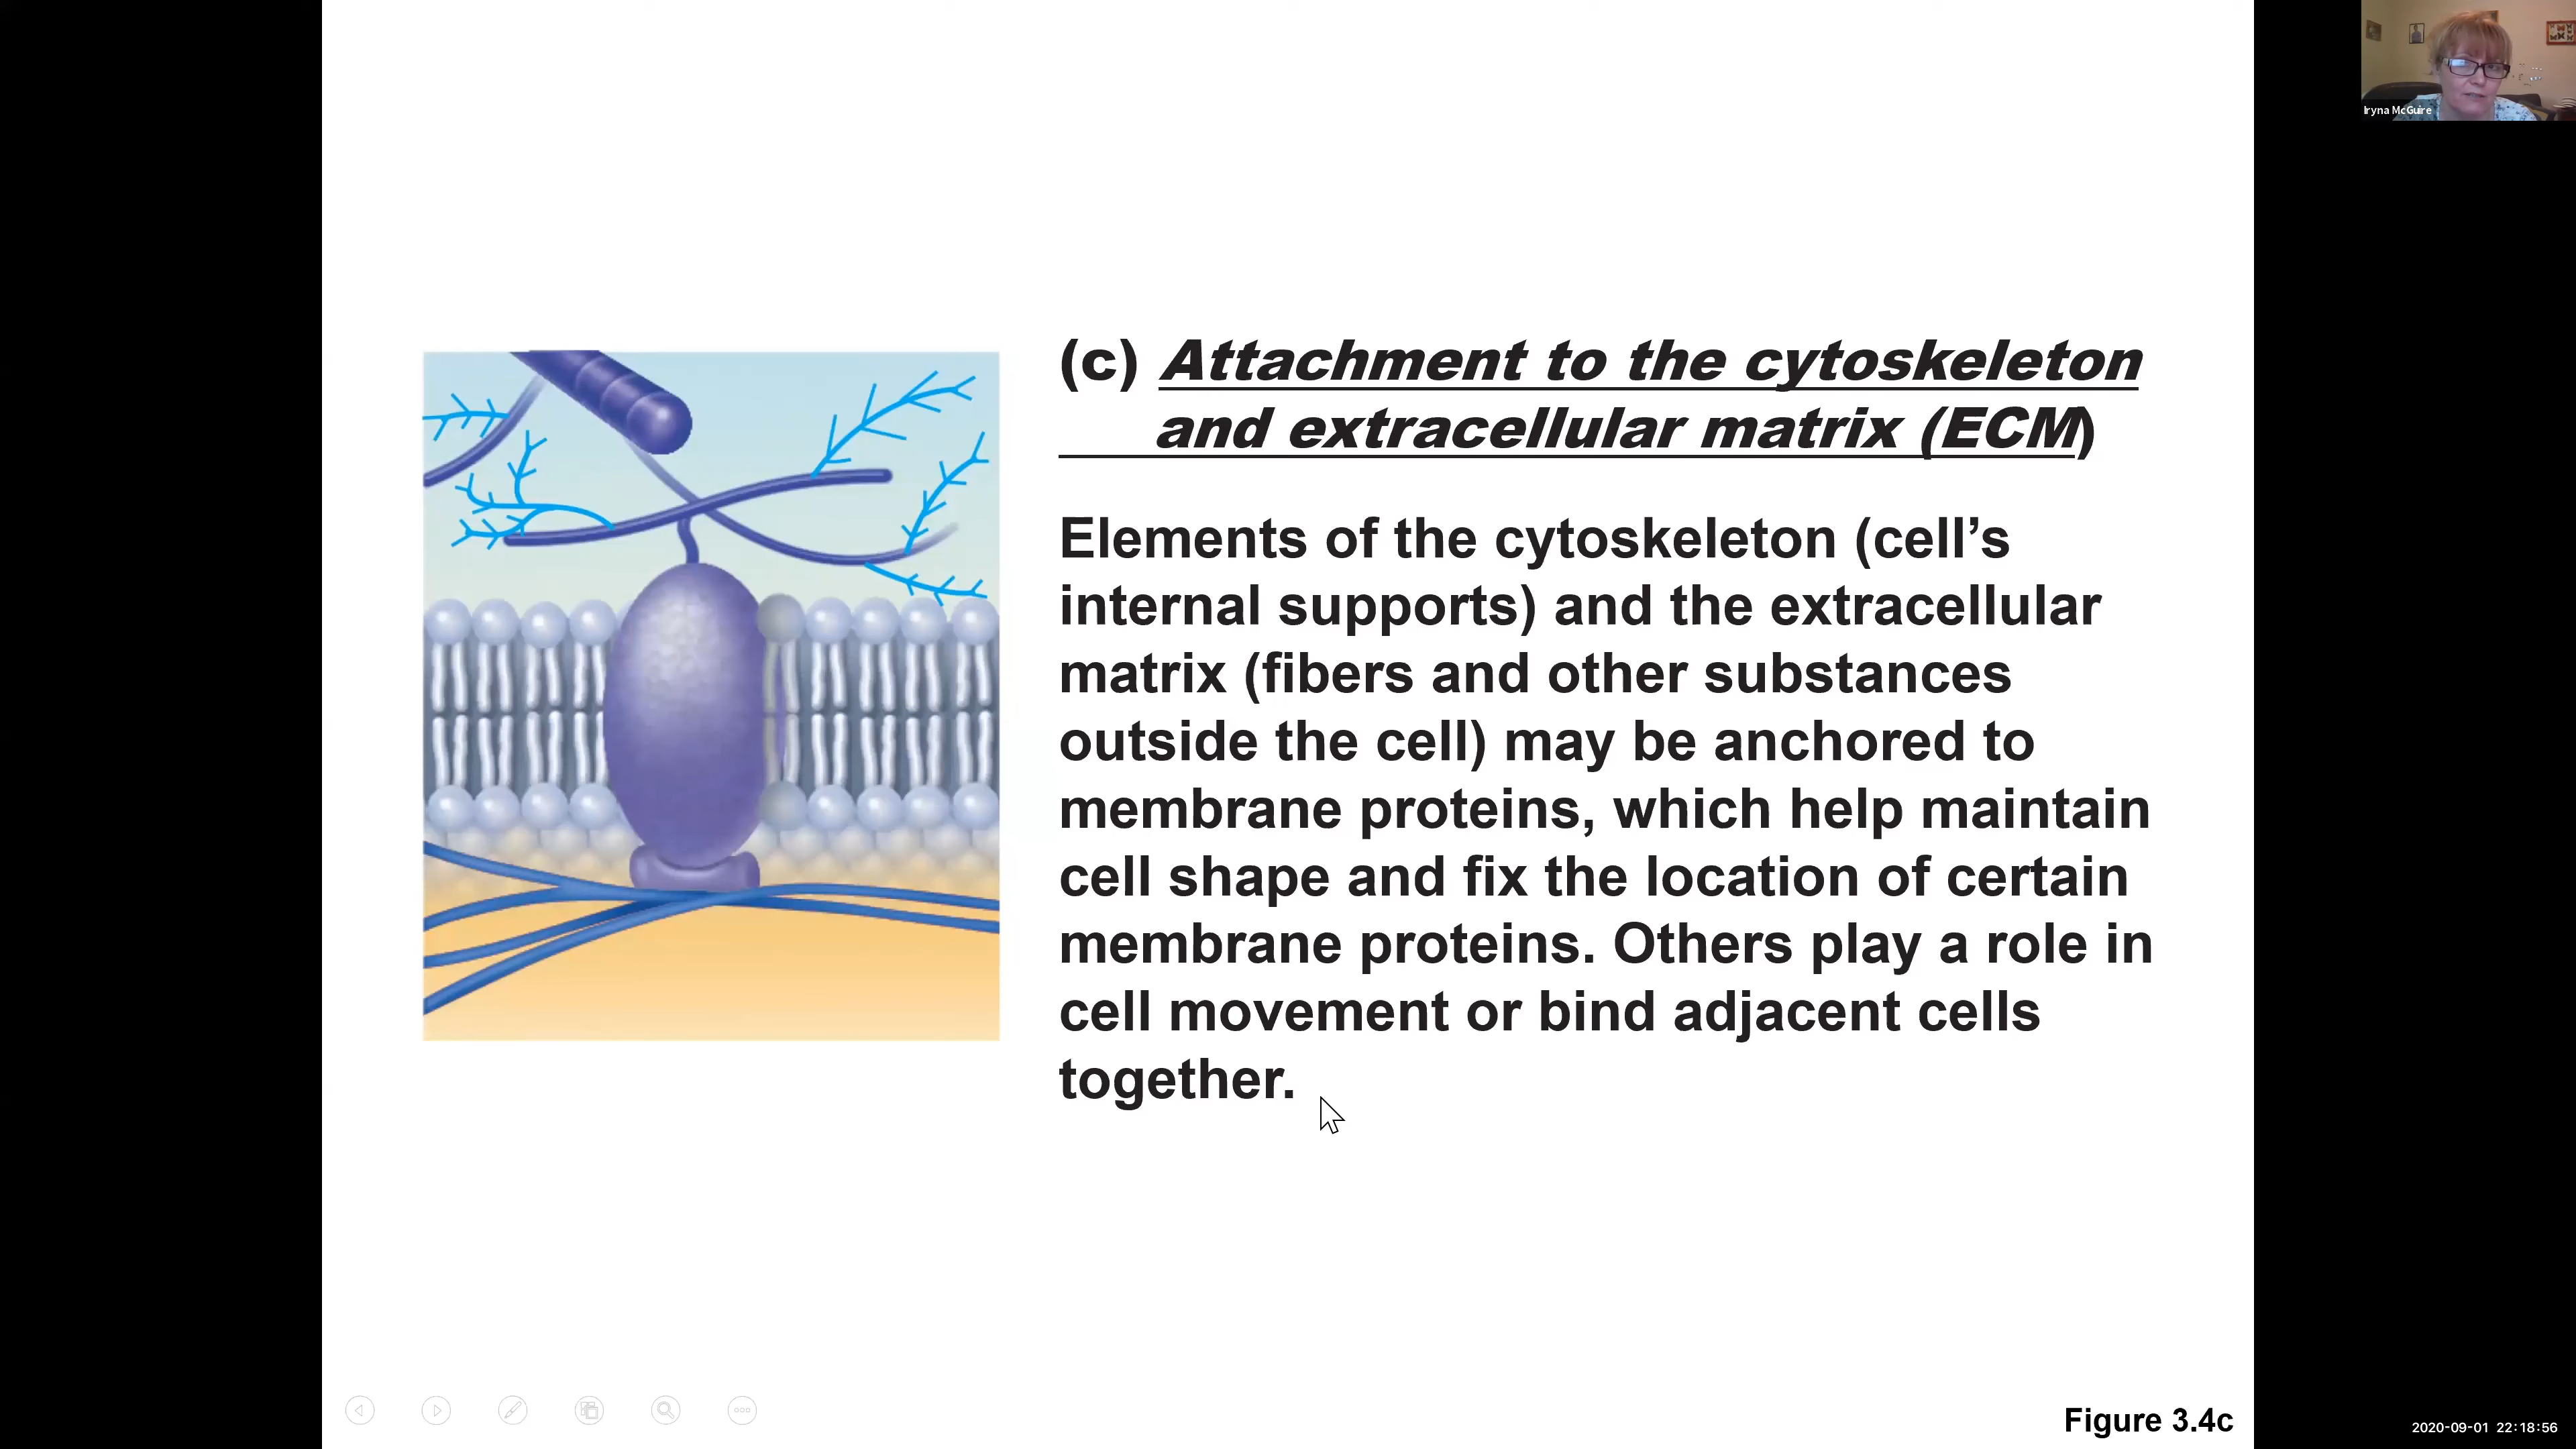 Iryna McGuire
(c) Attachment to the cytoskeleton
and extracellular matrix (ECM)
Elements of the cytoskeleton (cell’s
internal supports) and the extracellular
matrix (fibers and other substances
outside the cell) may be anchored to
membrane proteins, which help maintain
cell shape and fix the location of certain
membrane proteins. Others play a role in
cell movement or bind adjacent cells
together.
Figure 3.4c
2020-09-01 22:18:56